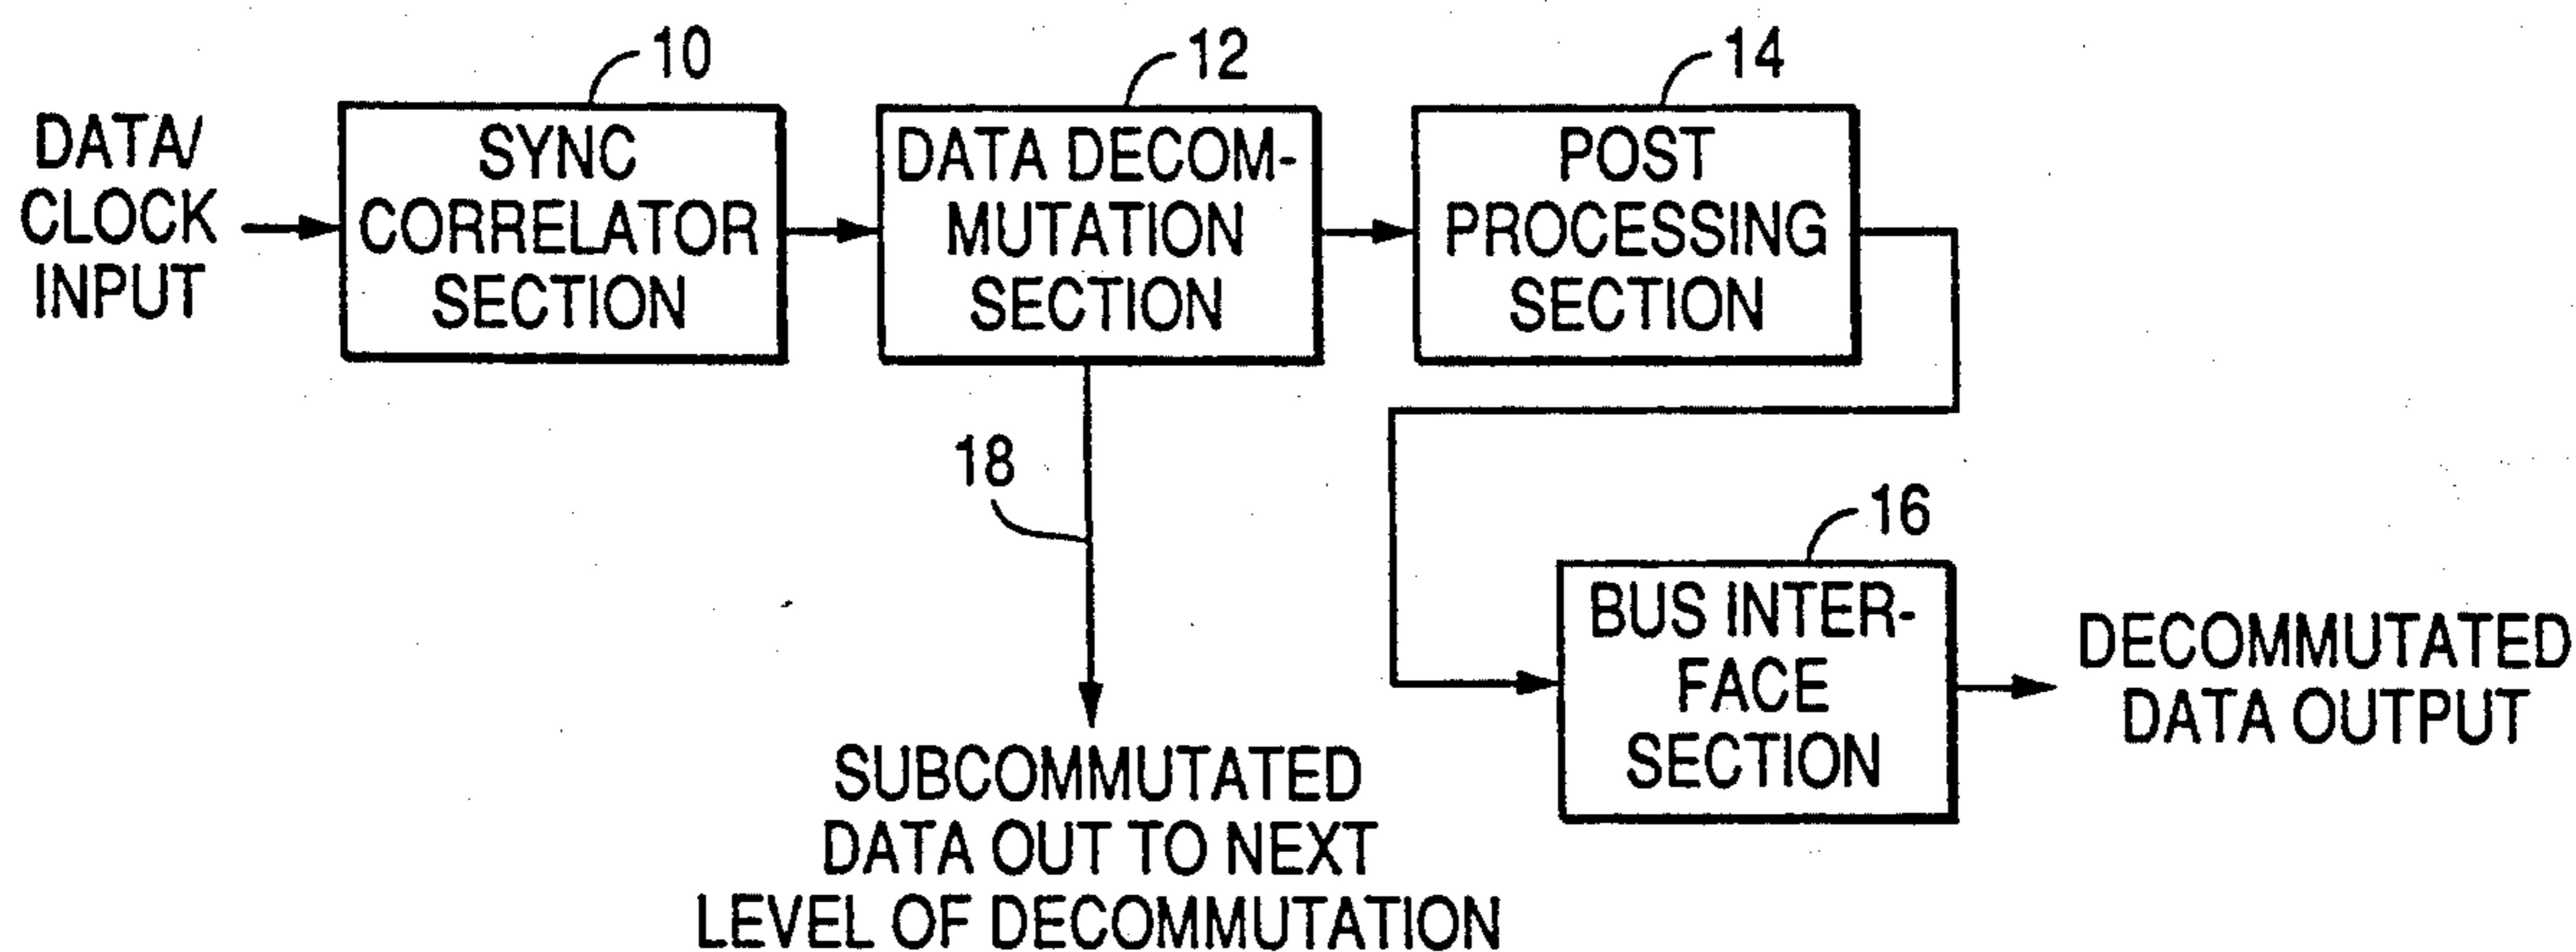 10
12
14
DATA/
CLOCK
INPUT
SYNC
CORRELATOR
SECTION
DATA DECOM-
MUTATION
SECTION
POST
PROCESSING
SECTION
18
16
BUS INTER-
FACE
SECTION
DECOMMUTATED
DATA OUTPUT
SUBCOMMUTATED
DATA OUT TO NEXT
LEVEL OF DECOMMUTATION